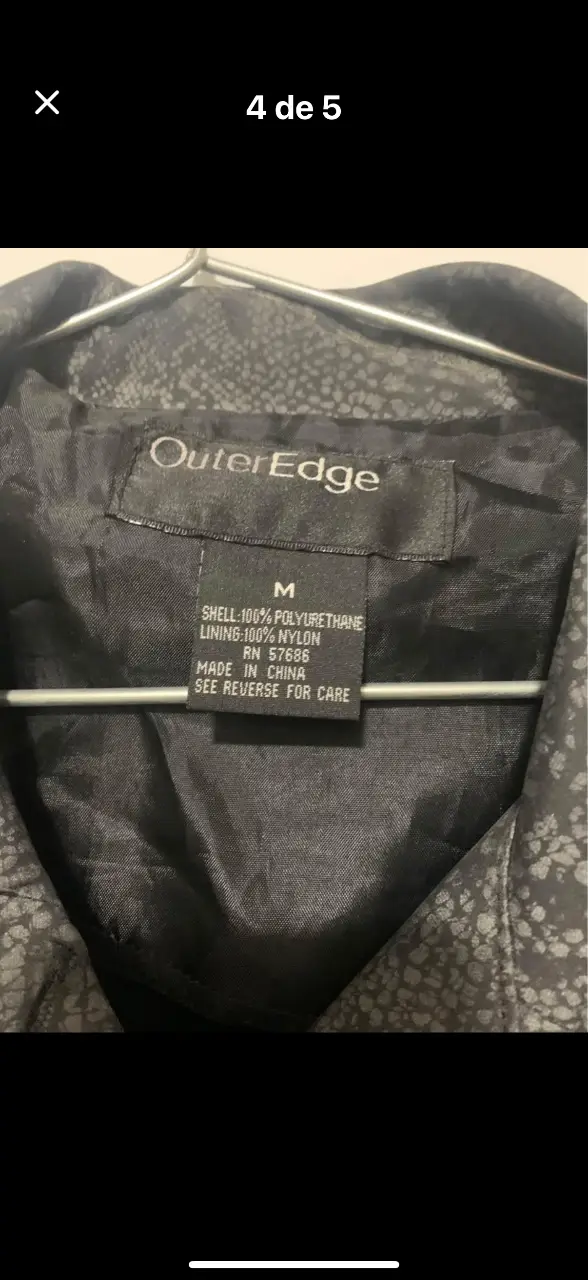 4 de 5
OuterEdge
M
SHELL:100% POLYURETHANE
LINING:100% NYLON
RN 57686
MADE IN CHINA
SEE REVERSE FOR CARE